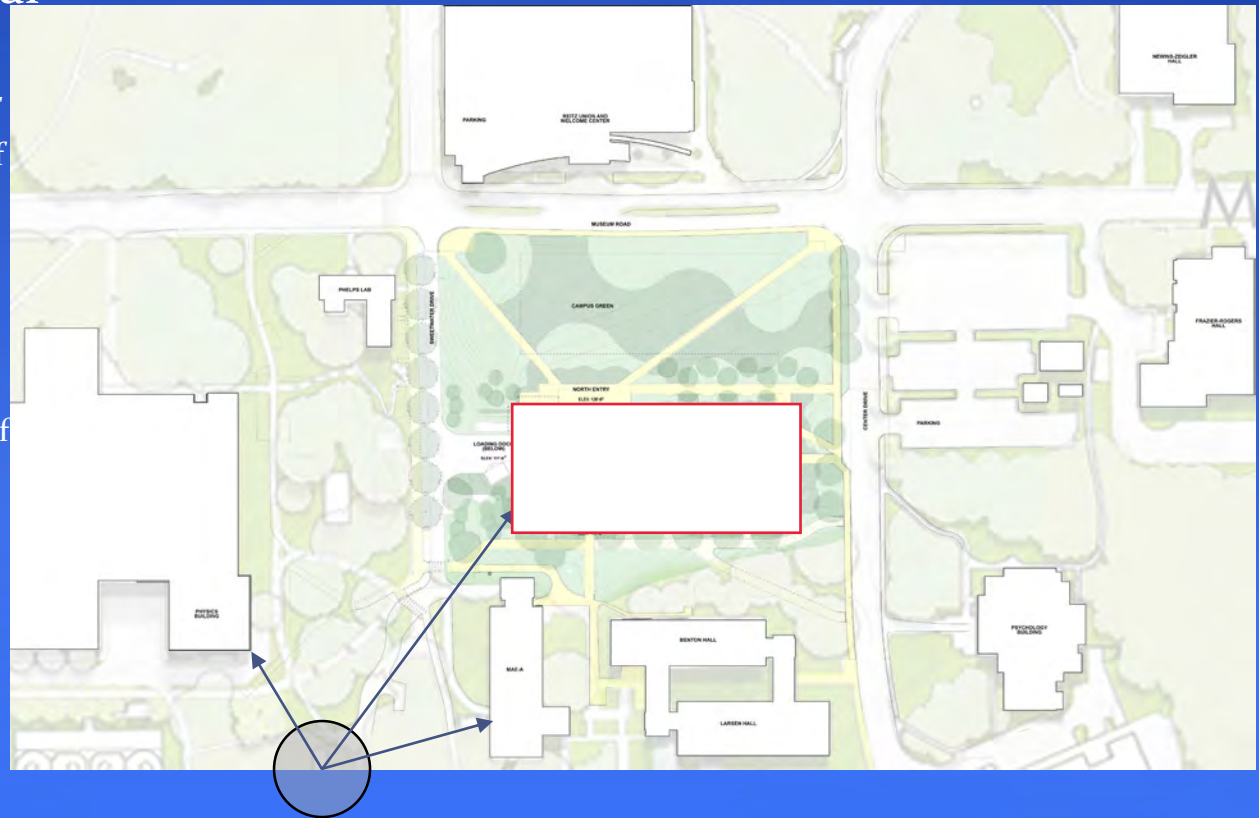 NEWINS-ZEIGLER
HALL
PARKING
REITZ UNION AND
WELCOME CENTER
MUSEUM ROAD
M
PHELPS LAB
SWEETWATER DRIVE
CAMPUS GREEN
FRAZIER-ROGERS
HALL
NORTH ENTRY
CENTER DRIVE
PARKING
LOADING DOCK
(BELOW)
PHYSICS
BUILDING
MAE-A
BENTON HALL
PSYCHOLOGY
BUILDING
LARSEN HALL